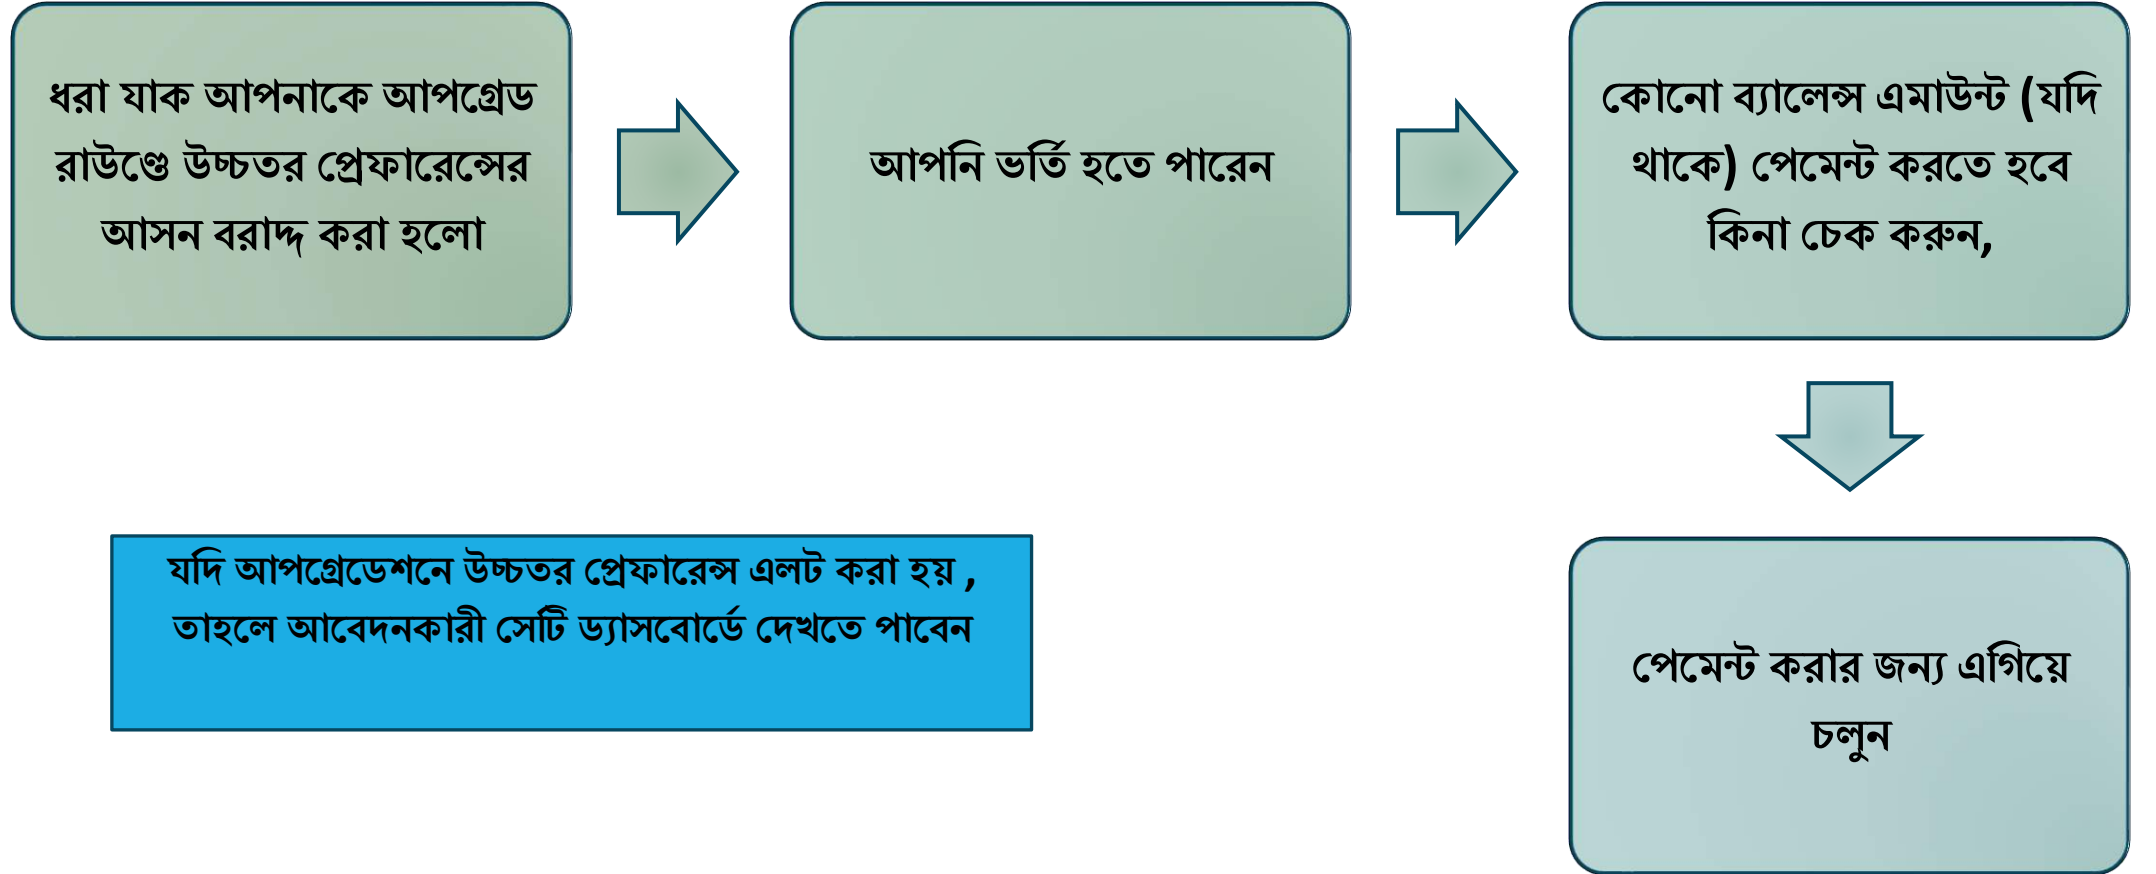 ধরা যাক আপনাকে আপগ্রেড
রাউণ্ডে উচ্চতর প্রেফারেন্সের
আসন বরাদ্দ করা হলো
আপনি ভর্তি হতে পারেন
কোনো ব্যালেন্স এমাউন্ট (যদি
থাকে) পেমেন্ট করতে হবে
কিনা চেক করুন,
যদি আপগ্রেডেশনে উচ্চতর প্রেফারেন্স এলট করা হয় ,
তাহলে আবেদনকারী সেটি ড্যাসবোর্ডে দেখতে পাবেন
পেমেন্ট করার জন্য এগিয়ে
চলুন